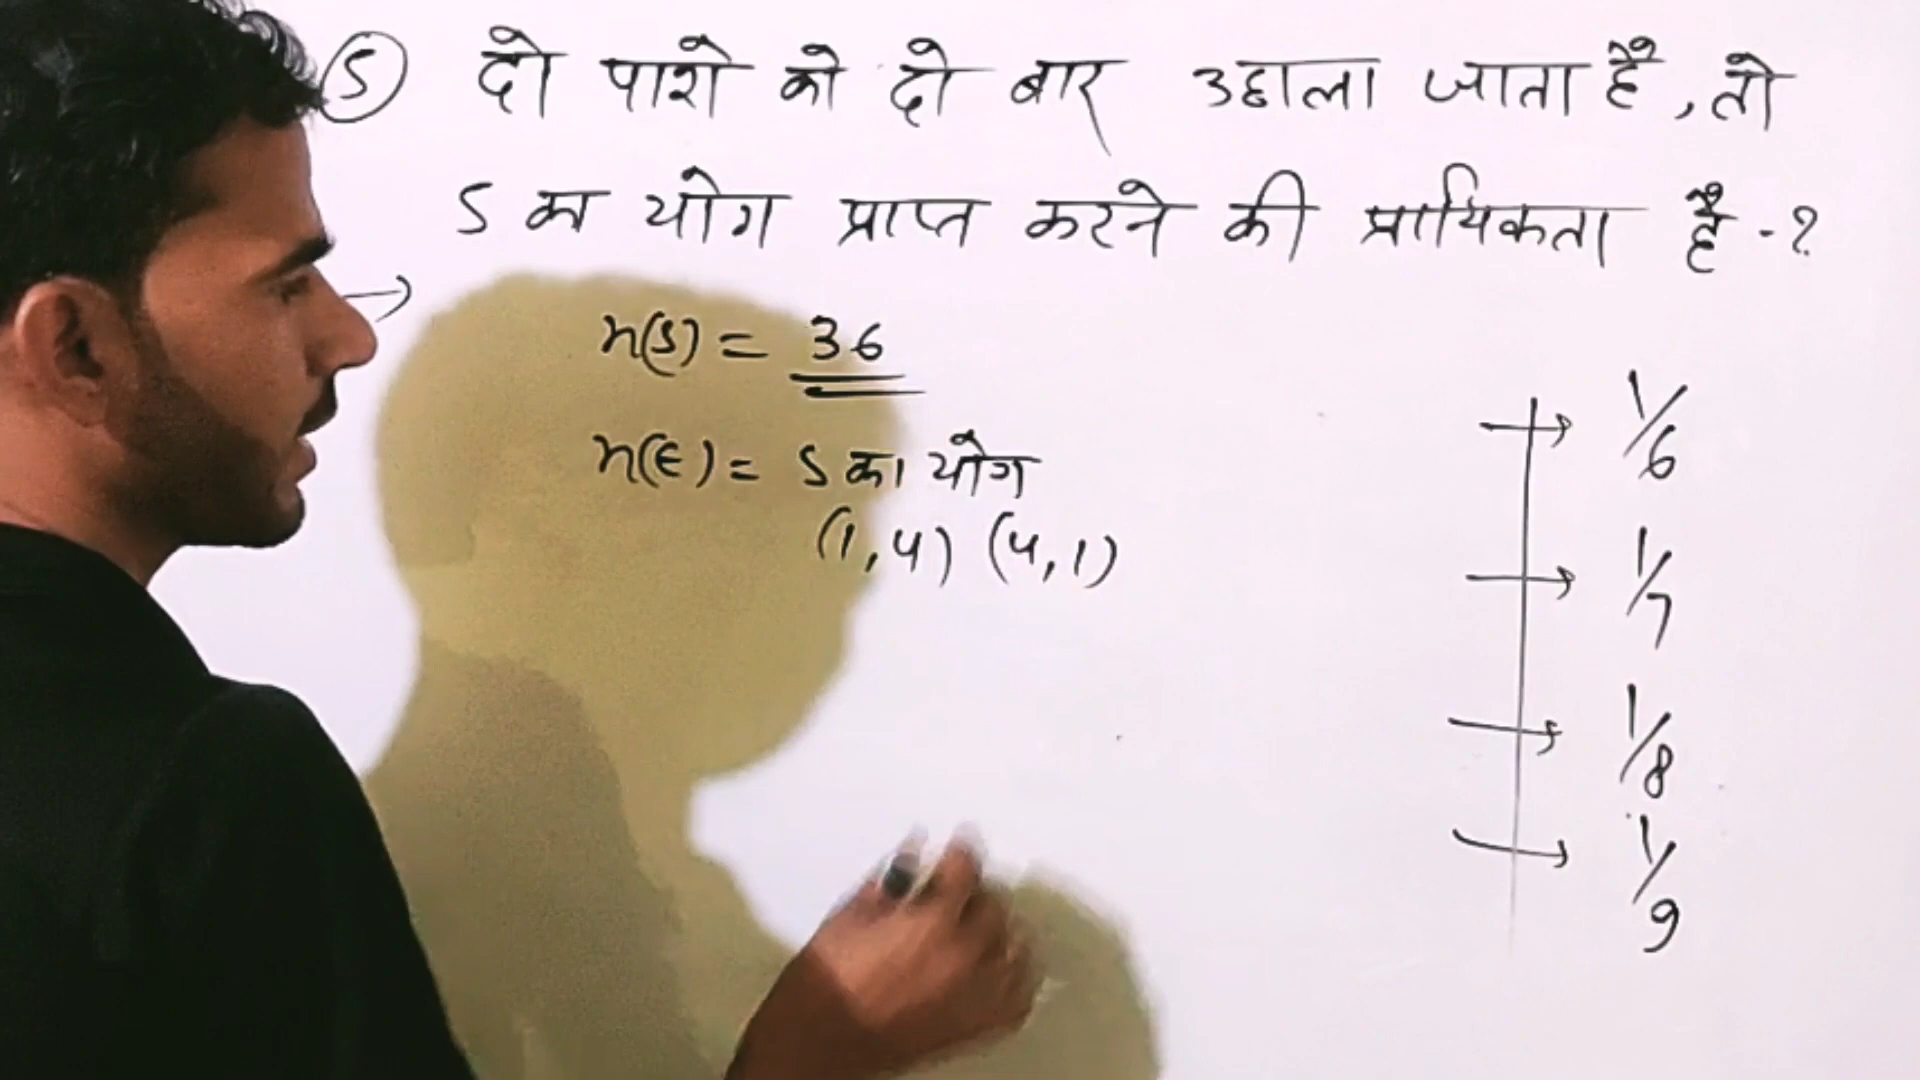 ⑤ दो पाशे को दो बार उछाला जाता है, तो
5 का योग प्राप्त करने की प्रायिकता है -?
→
n(S) = 36
n(E) = 5 का योग
(1,4) (4,1)
→ 1/6
→ 1/7
→ 1/8
→ 1/9